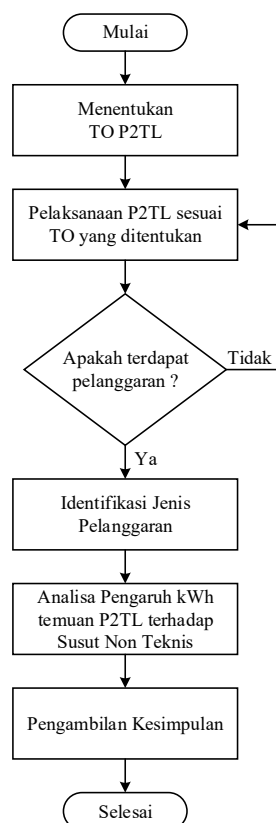 Mulai
Menentukan
TO P2TL
Pelaksanaan P2TL sesuai
TO yang ditentukan
Apakah terdapat
pelanggaran ?
Tidak
Ya
Identifikasi Jenis
Pelanggaran
Analisa Pengaruh kWh
temuan P2TL terhadap
Susut Non Teknis
Pengambilan Kesimpulan
Selesai